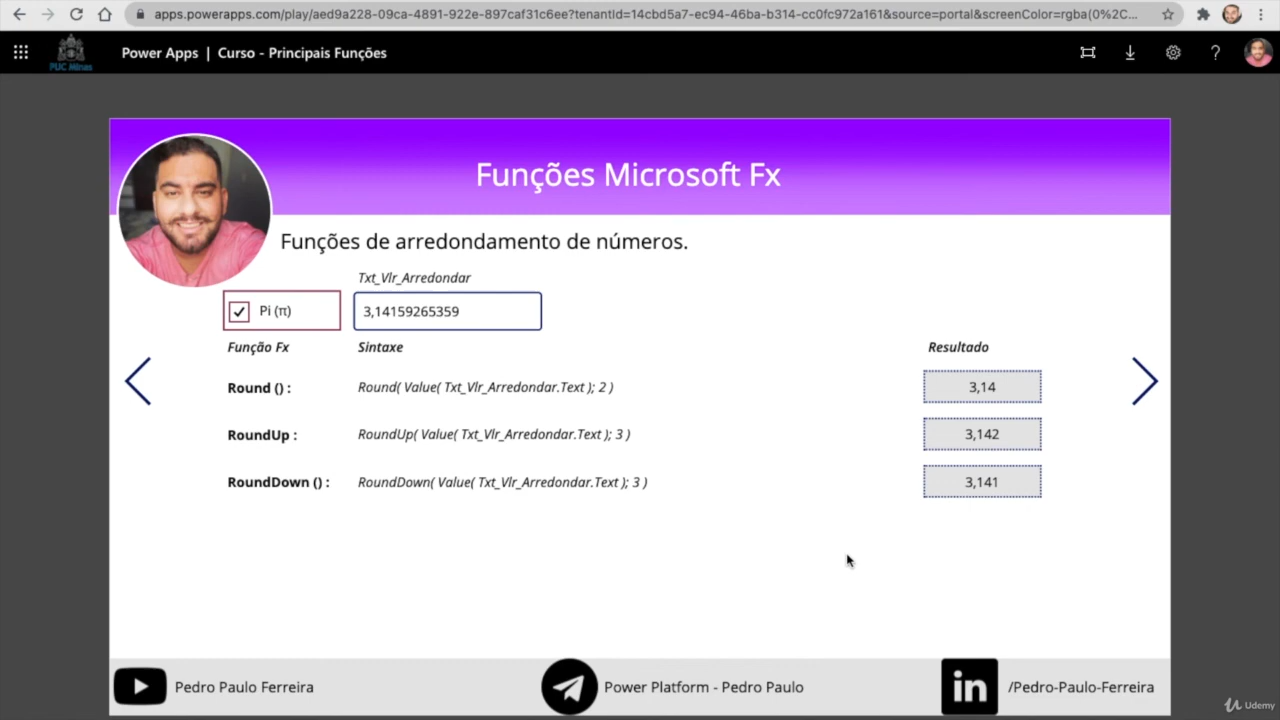 apps.powerapps.com/play/aed9a228-09ca-4891-922e-897caf31c6ee?tenantId=14cbd5a7-ec94-46ba-b314-cc0fc972a161&source=portal&screenColor=rgba(0%2C...
PUC Minas
Power Apps | Curso - Principais Funções
Funções Microsoft Fx
Funções de arredondamento de números.
Txt_Vlr_Arredondar
Pi (π) 3,14159265359
Função Fx Sintaxe Resultado
Round () : Round( Value( Txt_Vlr_Arredondar.Text ); 2 ) 3,14
RoundUp : RoundUp( Value( Txt_Vlr_Arredondar.Text ); 3 ) 3,142
RoundDown () : RoundDown( Value( Txt_Vlr_Arredondar.Text ); 3 ) 3,141
Pedro Paulo Ferreira Power Platform - Pedro Paulo in /Pedro-Paulo-Ferreira
Udemy